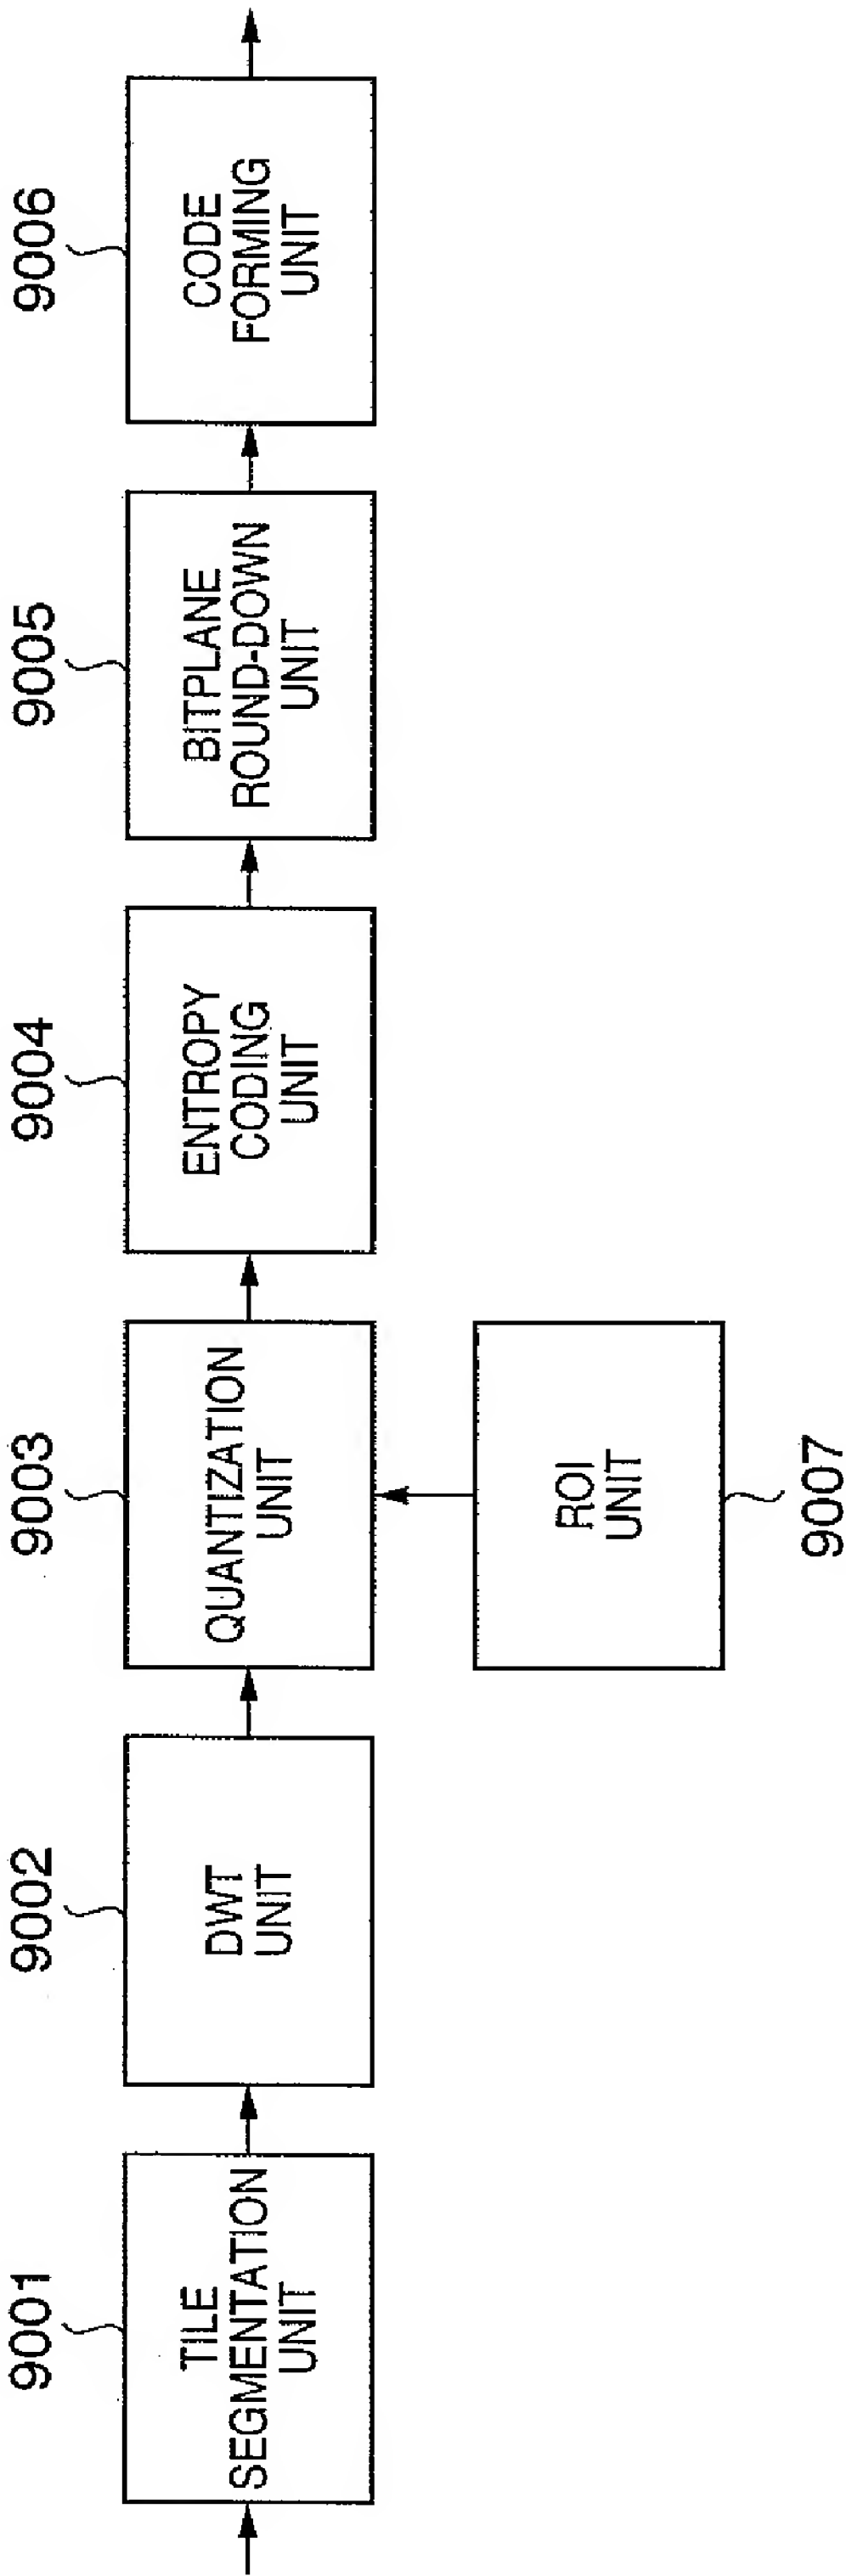 9001
TILE
SEGMENTATION
UNIT
9002
DWT
UNIT
9003
QUANTIZATION
UNIT
9004
ENTROPY
CODING
UNIT
9005
BITPLANE
ROUND-DOWN
UNIT
9006
CODE
FORMING
UNIT
ROI
UNIT
9007